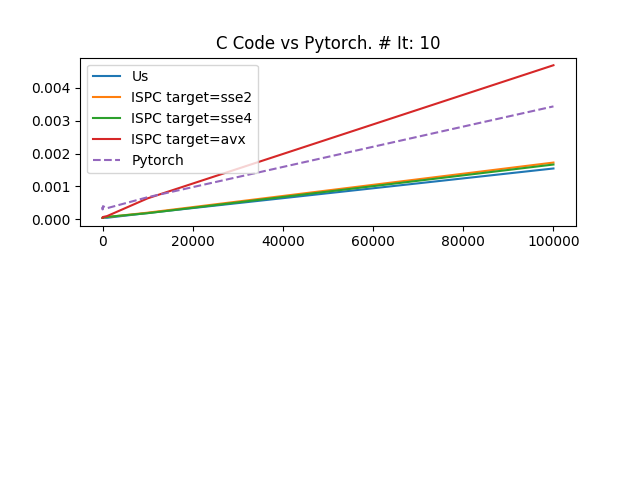 C Code vs Pytorch. # It: 10
Us
ISPC target=sse2
ISPC target=sse4
ISPC target=avx
Pytorch
0.004
0.003
0.002
0.001
0.000
0 20000 40000 60000 80000 100000